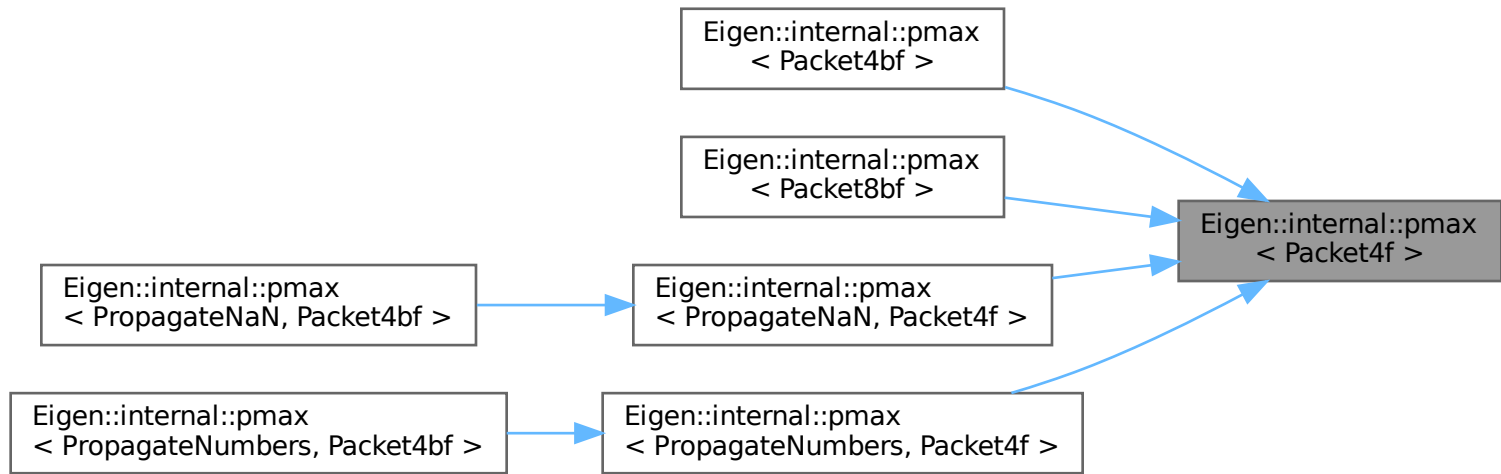 Eigen::internal::pmax
< Packet4bf >
Eigen::internal::pmax
< Packet8bf >
Eigen::internal::pmax
< Packet4f >
Eigen::internal::pmax
< PropagateNaN, Packet4bf >
Eigen::internal::pmax
< PropagateNaN, Packet4f >
Eigen::internal::pmax
< PropagateNumbers, Packet4bf >
Eigen::internal::pmax
< PropagateNumbers, Packet4f >